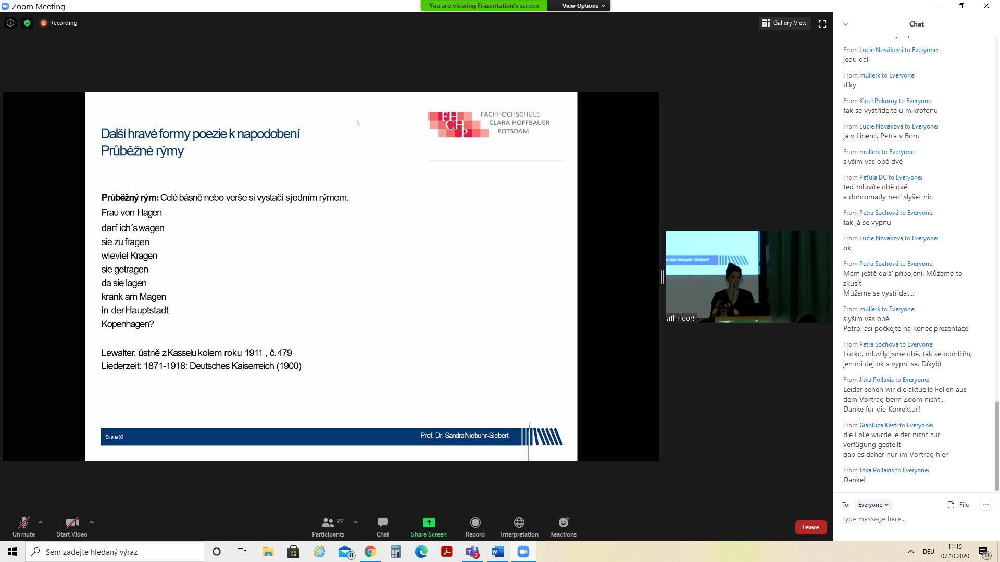 Zoom Meeting
You are viewing Präsentation's screen
View Options
Recording
Gallery View
Další hravé formy poezie k napodobení
Průběžné rýmy
FHCHP
FACHHOCHSCHULE
CLARA HOFFBAUER
POTSDAM
Průběžný rým: Celé básně nebo verše si vystačí s jedním rýmem.
Frau von Hagen
darf ich´s wagen
sie zu fragen
wieviel Kragen
sie getragen
da sie lagen
krank am Magen
in der Hauptstadt
Kopenhagen?
Lewalter, ústně z Kasselu kolem roku 1911 , č. 479
Liederzeit: 1871-1918: Deutsches Kaiserreich (1900)
Strana 30
Prof. Dr. Sandra Niebuhr-Siebert
Niebuhr-Siebert
Floor!
Chat
From Lucie Nováková to Everyone:
jedu dál
From mullerk to Everyone:
díky
From Karel Pokorny to Everyone:
tak se vystřídejte u mikrofonu
From Lucie Nováková to Everyone:
já v Liberci, Petra v Boru
From mullerk to Everyone:
slyším vás obě dvě
From Peťula DC to Everyone:
teď mluvíte obě dvě
a dohromady není slyšet nic
From Petra Sochová to Everyone:
tak já se vypnu
From Lucie Nováková to Everyone:
ok
From Petra Sochová to Everyone:
Mám ještě další připojení. Můžeme to
zkusit.
Můžeme se vystřídat...
From mullerk to Everyone:
slyším vás obě
Petro, asi počkejte na konec prezentace
From Petra Sochová to Everyone:
Lucko, mluvily jsme obě, tak se odmlčím,
jen mi dej ok a vypni se. Díky!:)
From Jitka Pollakis to Everyone:
Leider sehen wir die aktuelle Folien aus
dem Vortrag beim Zoom nicht...
Danke für die Korrektur!
From Gianluca Kastl to Everyone:
die Folie wurde leider nicht zur
verfügung gestellt
gab es daher nur im Vortrag hier
From Jitka Pollakis to Everyone:
Danke!
To: Everyone
File
Type message here...
Unmute
Start Video
22
Participants
Chat
Share Screen
Record
Interpretation
Reactions
Leave
Sem zadejte hledaný výraz
8
2
DEU
11:15
07.10.2020
13